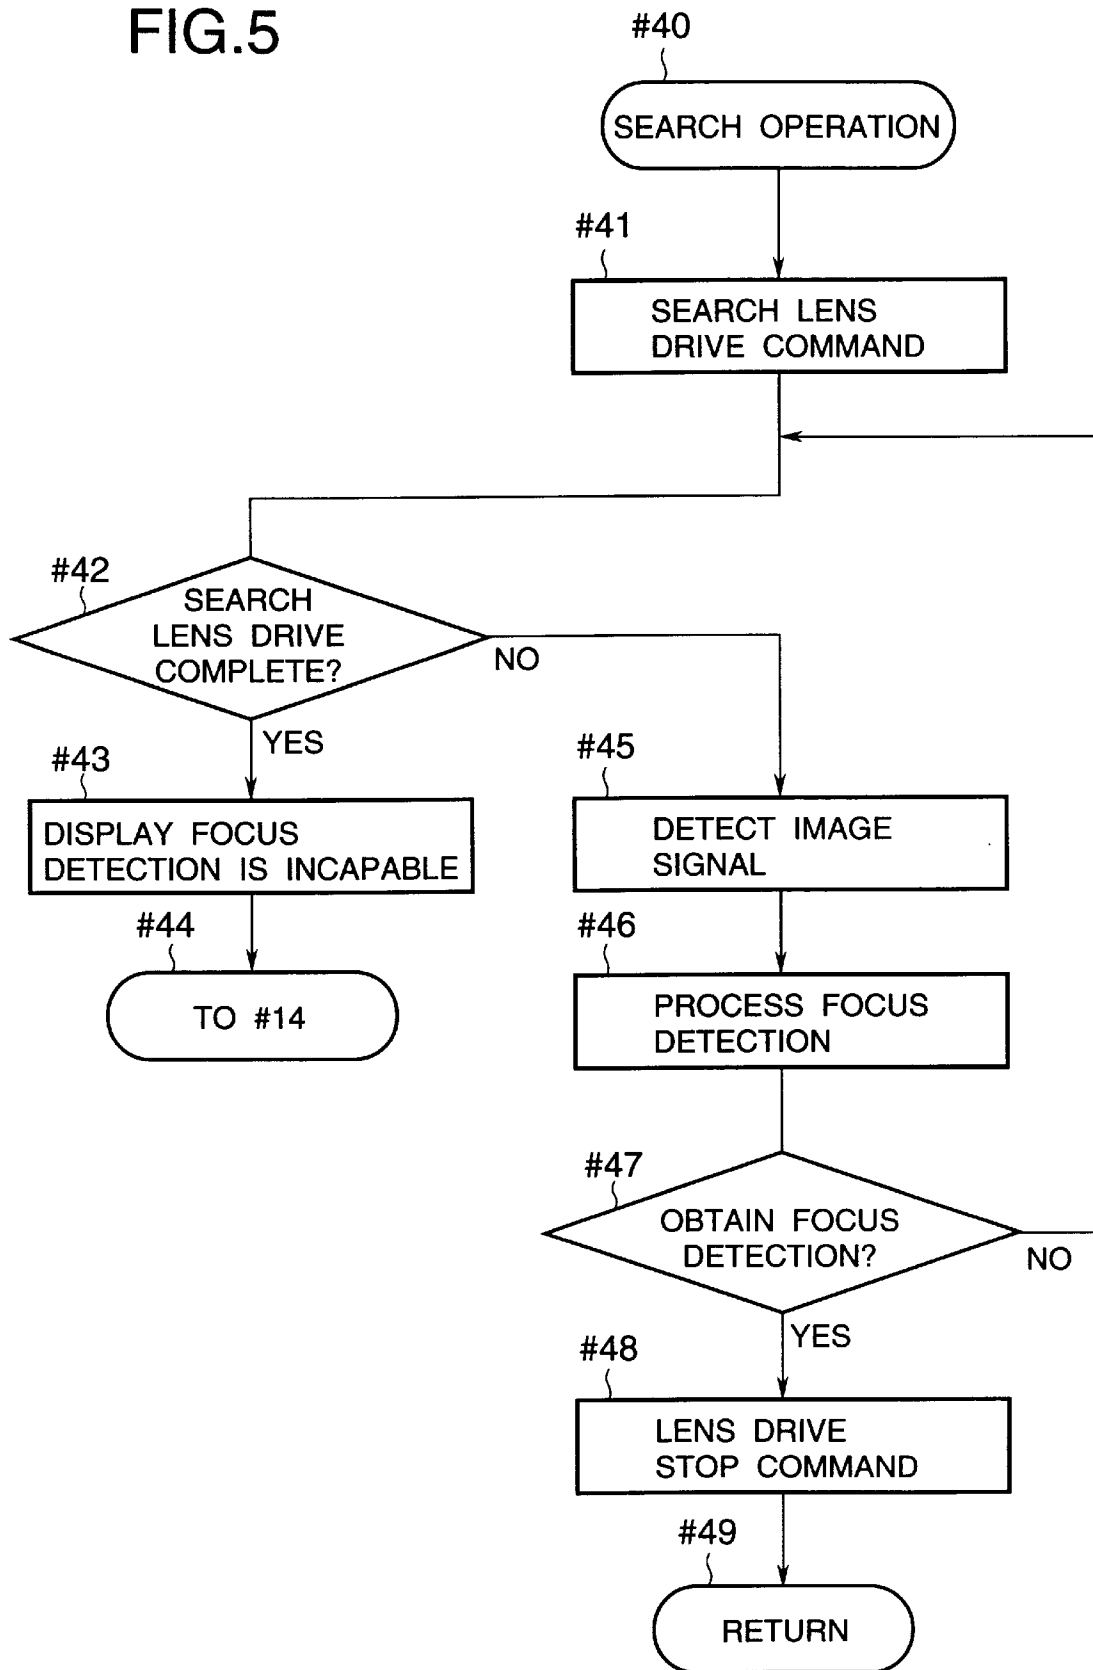 FIG.5
#40
SEARCH OPERATION
#41
SEARCH LENS
DRIVE COMMAND
#42
SEARCH
LENS DRIVE
COMPLETE?
NO
YES
#43
DISPLAY FOCUS
DETECTION IS INCAPABLE
#44
TO #14
#45
DETECT IMAGE
SIGNAL
#46
PROCESS FOCUS
DETECTION
#47
OBTAIN FOCUS
DETECTION?
NO
YES
#48
LENS DRIVE
STOP COMMAND
#49
RETURN